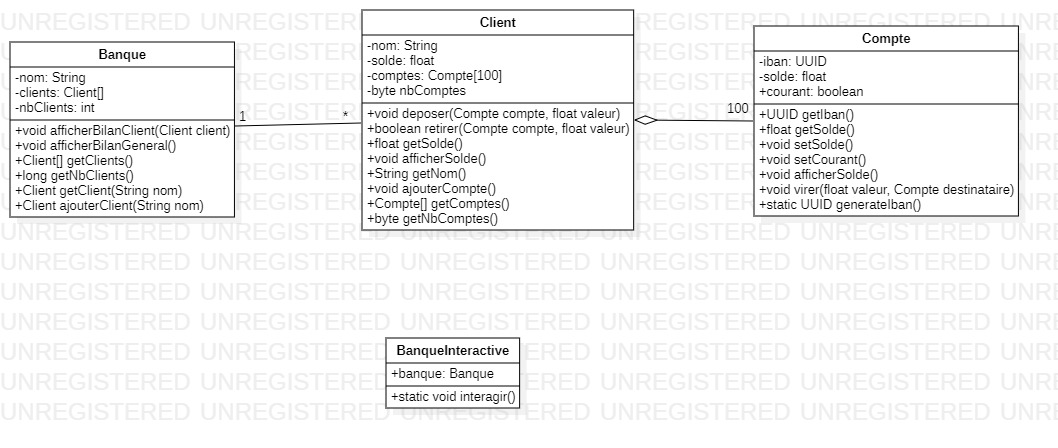 Banque
-nom: String
-clients: Client[]
-nbClients: int
+void afficherBilanClient(Client client)
+void afficherBilanGeneral()
+Client[] getClients()
+long getNbClients()
+Client getClient(String nom)
+Client ajouterClient(String nom)
1
*
Client
-nom: String
-solde: float
-comptes: Compte[100]
-byte nbComptes
+void deposer(Compte compte, float valeur)
+boolean retirer(Compte compte, float valeur)
+float getSolde()
+void afficherSolde()
+String getNom()
+void ajouterCompte()
+Compte[] getComptes()
+byte getNbComptes()
100
Compte
-iban: UUID
-solde: float
+courant: boolean
+UUID getIban()
+float getSolde()
+void setSolde()
+void setCourant()
+void afficherSolde()
+void virer(float valeur, Compte destinataire)
+static UUID generateIban()
BanqueInteractive
+banque: Banque
+static void interagir()
UNREGISTERED UNREGISTERED UNREGISTERED UNREGISTERED UNREGISTERED UNRE